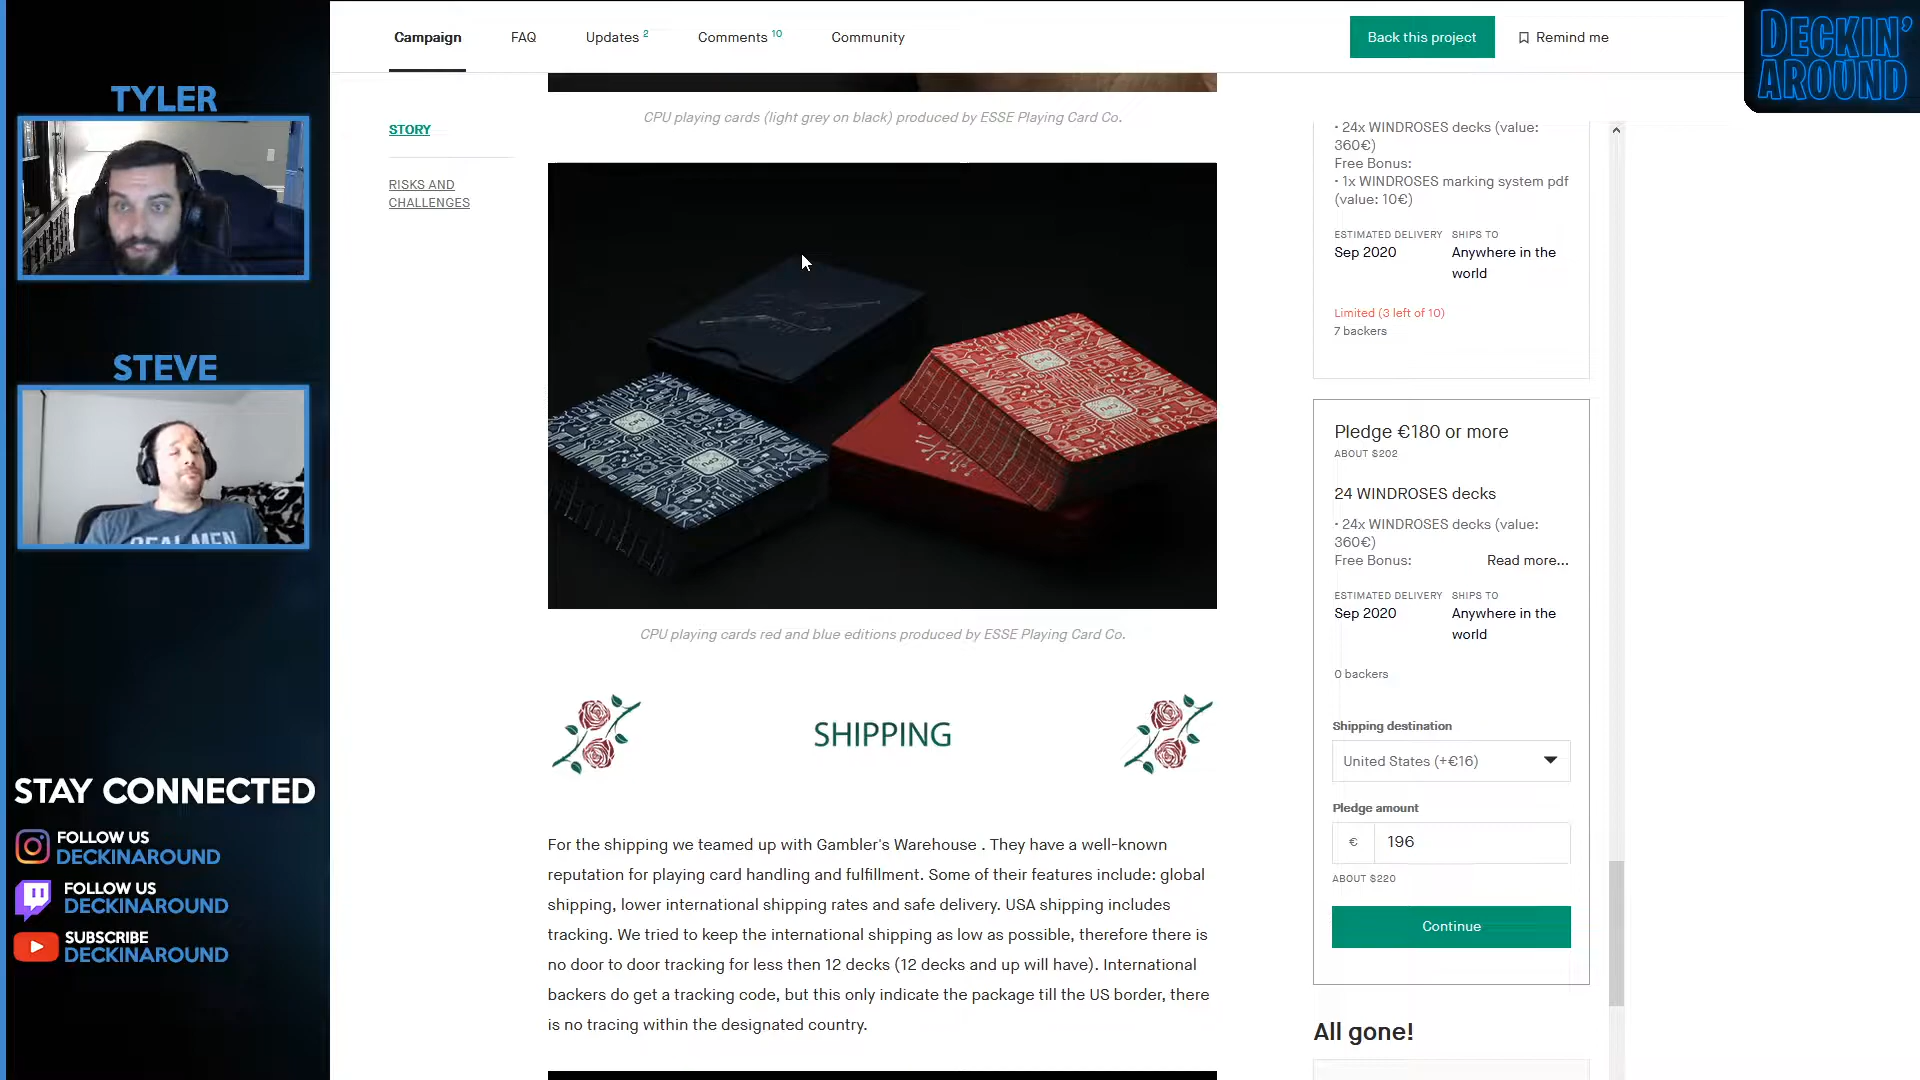 Campaign
FAQ
Updates 2
Comments 10
Community
Back this project
Remind me
DECKIN'
AROUND
TYLER
STEVE
REAL MEN
STAY CONNECTED
FOLLOW US
DECKINAROUND
FOLLOW US
DECKINAROUND
SUBSCRIBE
DECKINAROUND
STORY
RISKS AND
CHALLENGES
CPU playing cards (light grey on black) produced by ESSE Playing Card Co.
CPU
CPU
CPU
CPU
CPU playing cards red and blue editions produced by ESSE Playing Card Co.
SHIPPING
For the shipping we teamed up with Gambler's Warehouse . They have a well-known
reputation for playing card handling and fulfillment. Some of their features include: global
shipping, lower international shipping rates and safe delivery. USA shipping includes
tracking. We tried to keep the international shipping as low as possible, therefore there is
no door to door tracking for less then 12 decks (12 decks and up will have). International
backers do get a tracking code, but this only indicate the package till the US border, there
is no tracing within the designated country.
· 24x WINDROSES decks (value:
360€)
Free Bonus:
· 1x WINDROSES marking system pdf
(value: 10€)
ESTIMATED DELIVERY
Sep 2020
SHIPS TO
Anywhere in the
world
Limited (3 left of 10)
7 backers
Pledge €180 or more
ABOUT $202
24 WINDROSES decks
· 24x WINDROSES decks (value:
360€)
Free Bonus:
Read more...
ESTIMATED DELIVERY
Sep 2020
SHIPS TO
Anywhere in the
world
0 backers
Shipping destination
United States (+€16)
Pledge amount
€ 196
ABOUT $220
Continue
All gone!